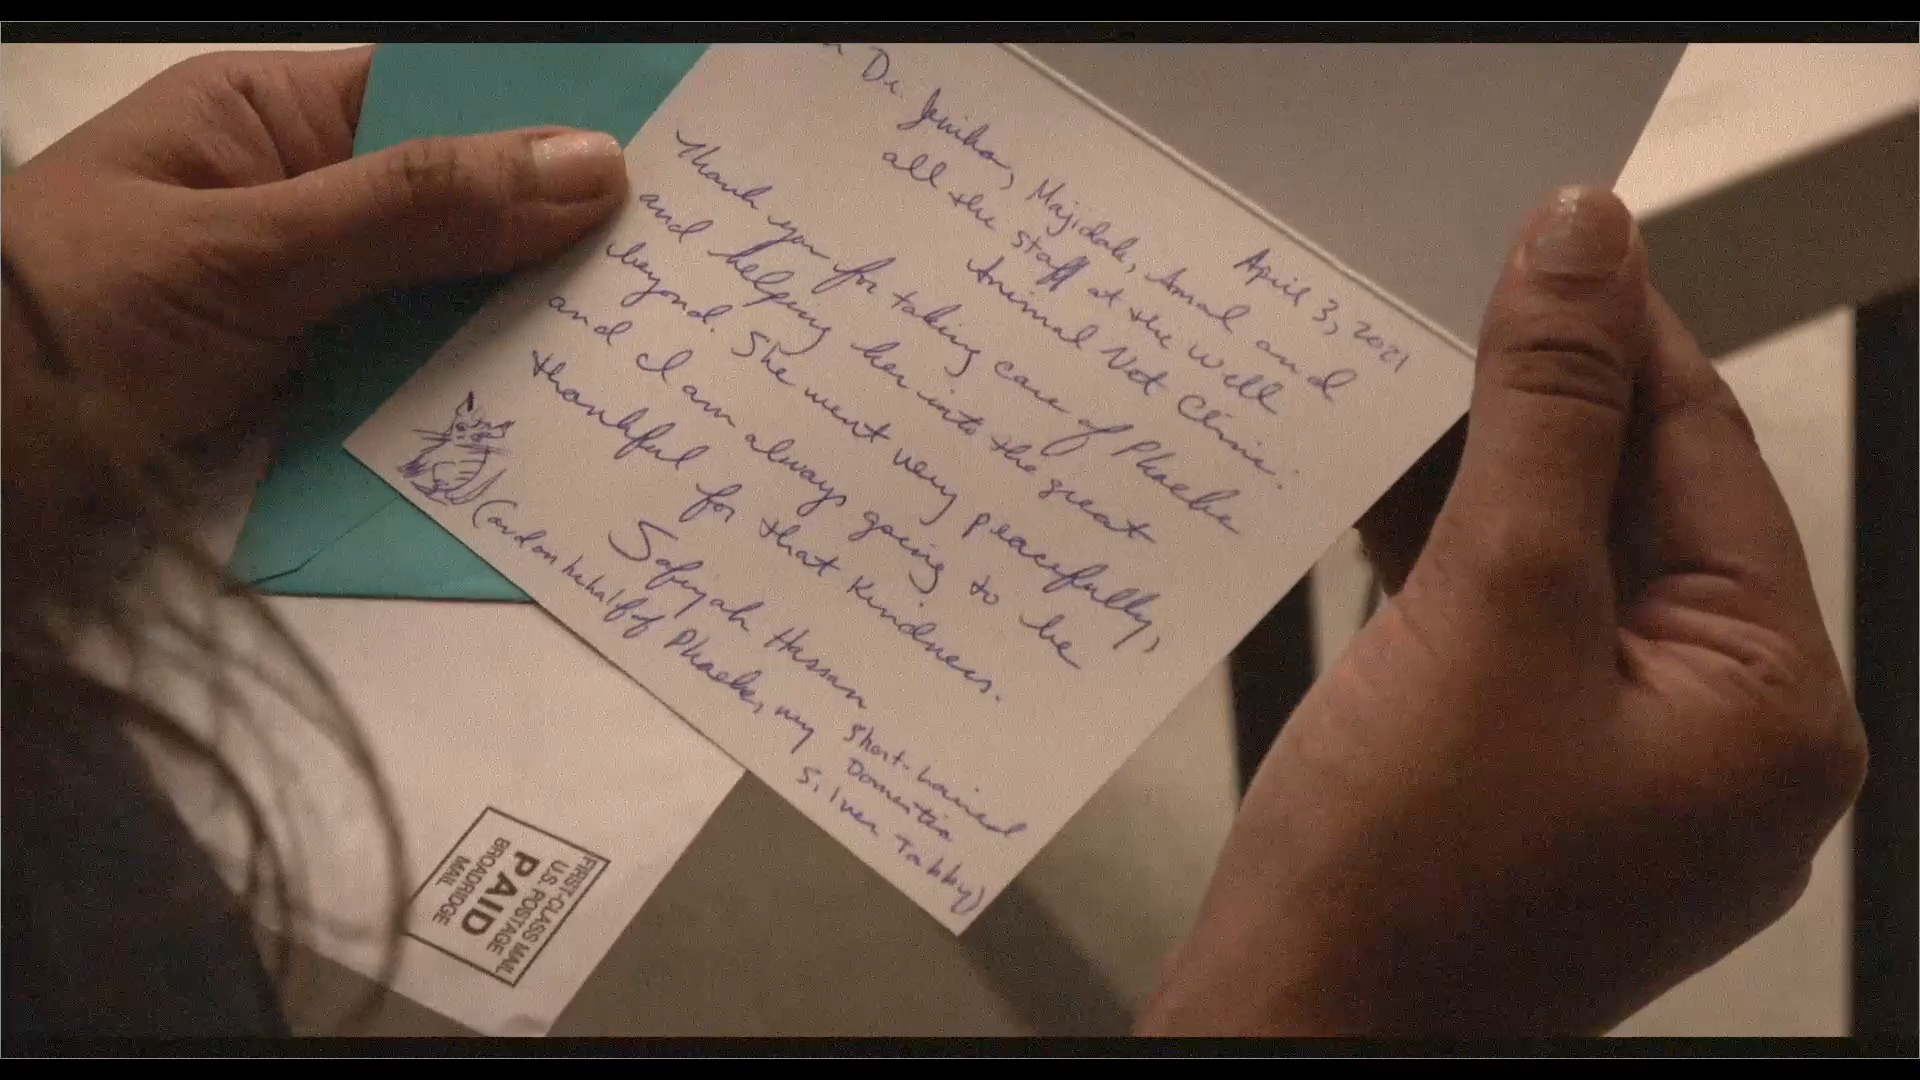 April 3, 2021
Dr. Jeniha, Majidah, Amal and
all the staff at the Well
Animal Vet Clinic:
Thank you for taking care of Phaebe
and helping her into the great
beyond. She went very peacefully,
and I am always going to be
thankful for that kindness.
Safiyah Hassan
(and on behalf of Phaebe, my short-haired
Domestic
Silver Tabby)
FIRST-CLASS MAIL
U.S. POSTAGE
PAID
BROADRIDGE
MAIL